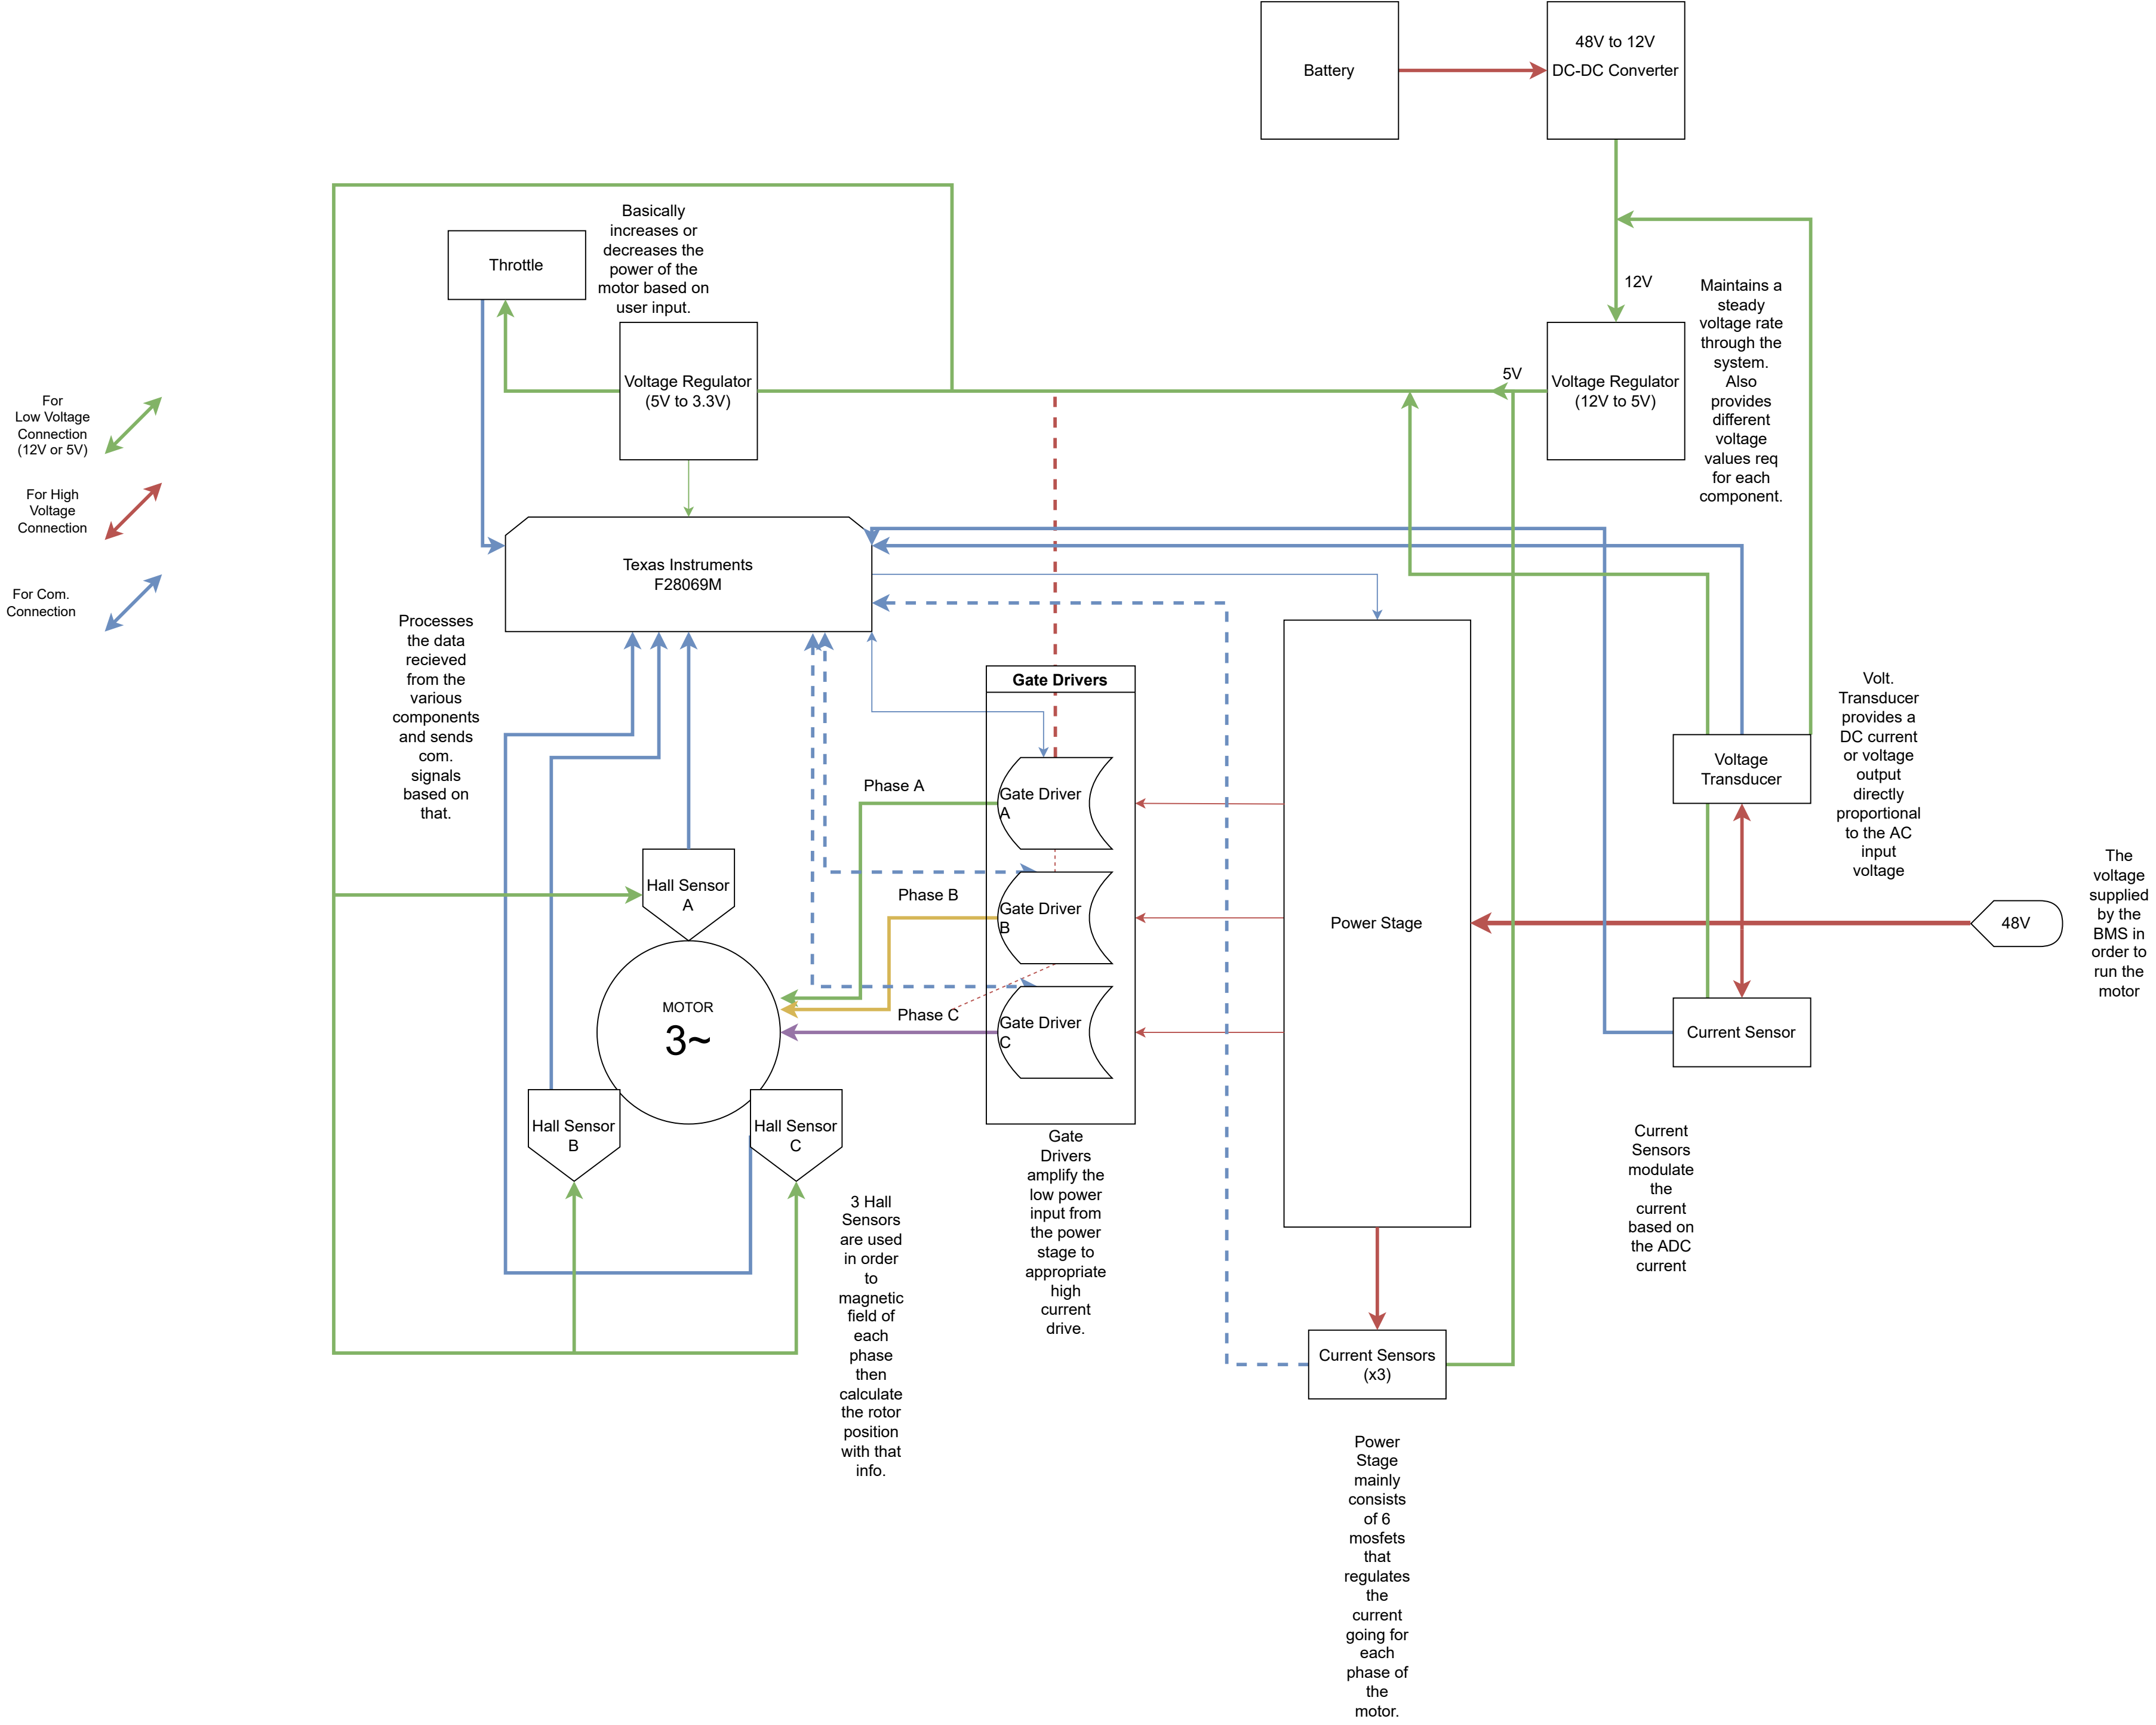 Battery
48V to 12V
DC-DC Converter
Basically
increases or
decreases the
power of the
motor based on
user input.
Throttle
12V
Maintains a
steady
voltage rate
through the
system.
Also
provides
different
voltage
values req
for each
component.
Voltage Regulator
(5V to 3.3V)
5V
Voltage Regulator
(12V to 5V)
For
Low Voltage
Connection
(12V or 5V)
For High
Voltage
Connection
For Com.
Connection
Texas Instruments
F28069M
Processes
the data
recieved
from the
various
components
and sends
com.
signals
based on
that.
Gate Drivers
Volt.
Transducer
provides a
DC current
or voltage
output
directly
proportional
to the AC
input
voltage
Voltage
Transducer
Phase A
Gate Driver
A
Hall Sensor
A
Phase B
Gate Driver
B
Power Stage
48V
The
voltage
supplied
by the
BMS in
order to
run the
motor
MOTOR
3~
Phase C
Gate Driver
C
Current Sensor
Hall Sensor
B
Hall Sensor
C
Gate
Drivers
amplify the
low power
input from
the power
stage to
appropriate
high
current
drive.
Current
Sensors
modulate
the
current
based on
the ADC
current
3 Hall
Sensors
are used
in order
to
magnetic
field of
each
phase
then
calculate
the rotor
position
with that
info.
Current Sensors
(x3)
Power
Stage
mainly
consists
of 6
mosfets
that
regulates
the
current
going for
each
phase of
the
motor.